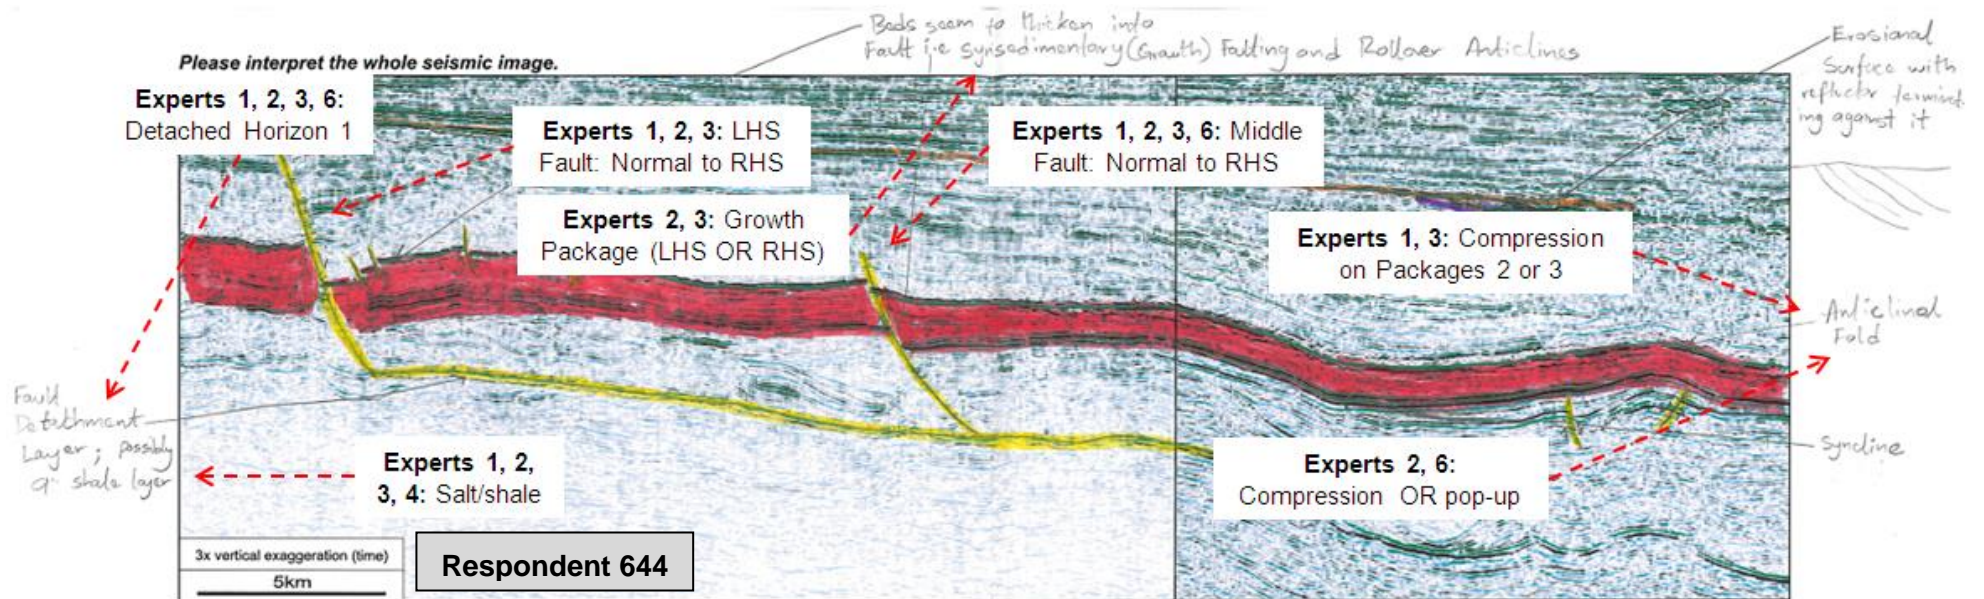 Beds seem to thicken into
Fault i.e synsedimentary (Growth) Falting and Rollover Anticlines
Erosional
Surface with
reflector terminat-
ing against it
Please interpret the whole seismic image.
Experts 1, 2, 3, 6:
Detached Horizon 1
Experts 1, 2, 3: LHS
Fault: Normal to RHS
Experts 1, 2, 3, 6: Middle
Fault: Normal to RHS
Experts 2, 3: Growth
Package (LHS OR RHS)
Experts 1, 3: Compression
on Packages 2 or 3
Anticlinal
Fold
Fault
Detachment
Layer; possibly
a shale layer
Experts 1, 2,
3, 4: Salt/shale
Experts 2, 6:
Compression OR pop-up
Syncline
3x vertical exaggeration (time)
5km
Respondent 644